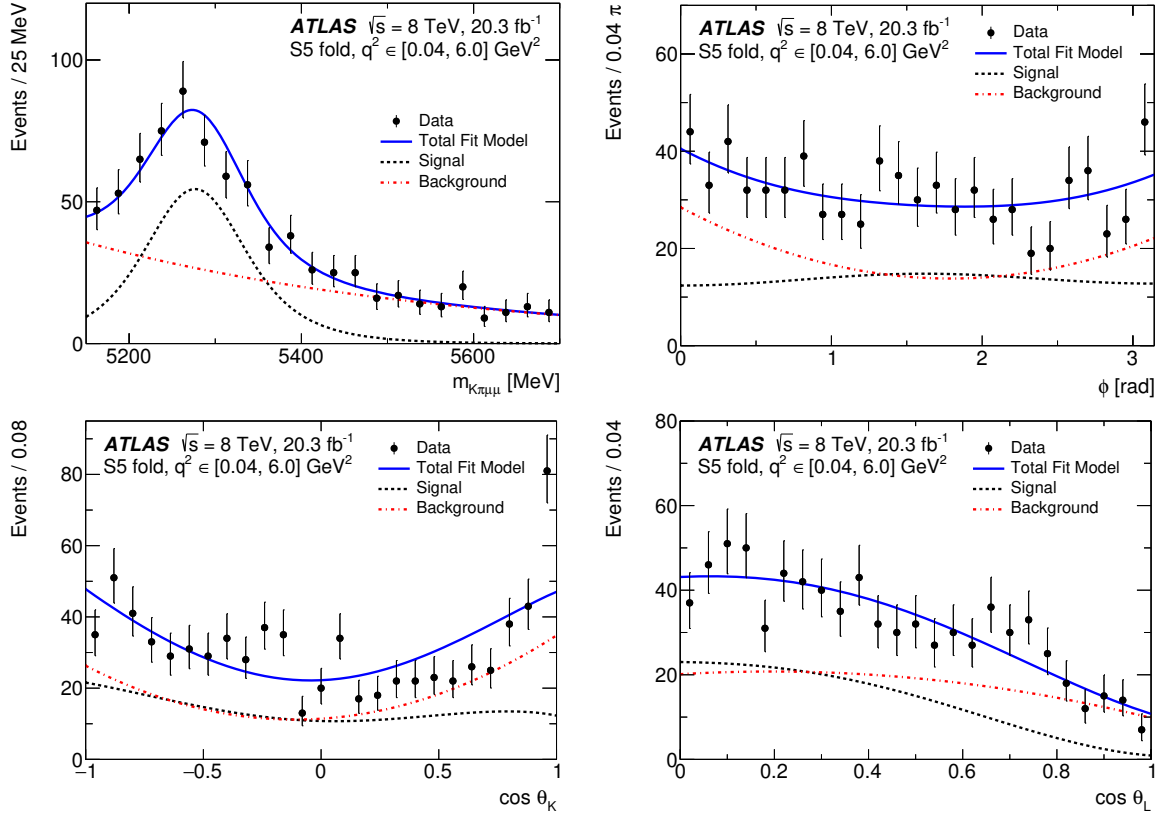 Events / 25 MeV
ATLAS √s = 8 TeV, 20.3 fb⁻¹
S5 fold, q² ∈ [0.04, 6.0] GeV²
Data
Total Fit Model
Signal
Background
100
50
0
5200 5400 5600
m_Kπμμ [MeV]
Events / 0.04 π
ATLAS √s = 8 TeV, 20.3 fb⁻¹
S5 fold, q² ∈ [0.04, 6.0] GeV²
Data
Total Fit Model
Signal
Background
60
40
20
0
0 1 2 3
ϕ [rad]
Events / 0.08
ATLAS √s = 8 TeV, 20.3 fb⁻¹
S5 fold, q² ∈ [0.04, 6.0] GeV²
Data
Total Fit Model
Signal
Background
80
60
40
20
0
−1 −0.5 0 0.5 1
cos θ_K
Events / 0.04
ATLAS √s = 8 TeV, 20.3 fb⁻¹
S5 fold, q² ∈ [0.04, 6.0] GeV²
Data
Total Fit Model
Signal
Background
80
60
40
20
0
0 0.2 0.4 0.6 0.8 1
cos θ_L